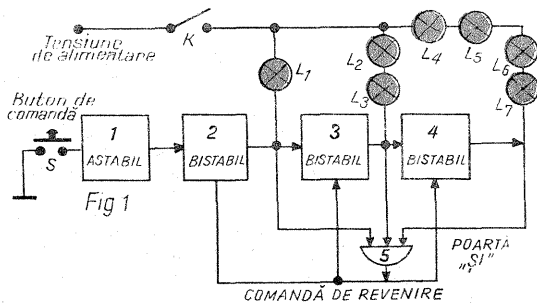 Tensiune
de alimentare
K
L1
L2
L3
L4
L5
L6
L7
Buton de
comandă
S
1
ASTABIL
2
BISTABIL
3
BISTABIL
4
BISTABIL
Fig 1
5
POARTĂ
„ȘI”
COMANDĂ DE REVENIRE